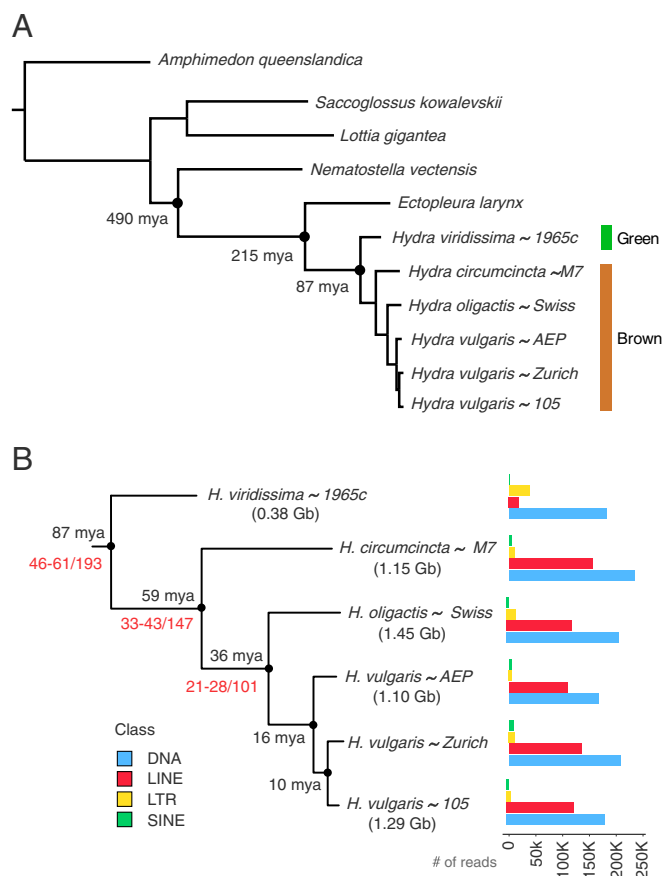 A
Amphimedon queenslandica
Saccoglossus kowalevskii
Lottia gigantea
Nematostella vectensis
490 mya
Ectopleura larynx
215 mya
Hydra viridissima ~ 1965c
Green
87 mya
Hydra circumcincta ~M7
Hydra oligactis ~ Swiss
Hydra vulgaris ~ AEP
Brown
Hydra vulgaris ~ Zurich
Hydra vulgaris ~ 105
B
H. viridissima ~ 1965c
(0.38 Gb)
87 mya
46-61/193
H. circumcincta ~ M7
(1.15 Gb)
59 mya
33-43/147
H. oligactis ~ Swiss
(1.45 Gb)
36 mya
21-28/101
H. vulgaris ~ AEP
(1.10 Gb)
16 mya
H. vulgaris ~ Zurich
10 mya
H. vulgaris ~ 105
(1.29 Gb)
Class
DNA
LINE
LTR
SINE
# of reads
0
50k
100K
150K
200K
250K